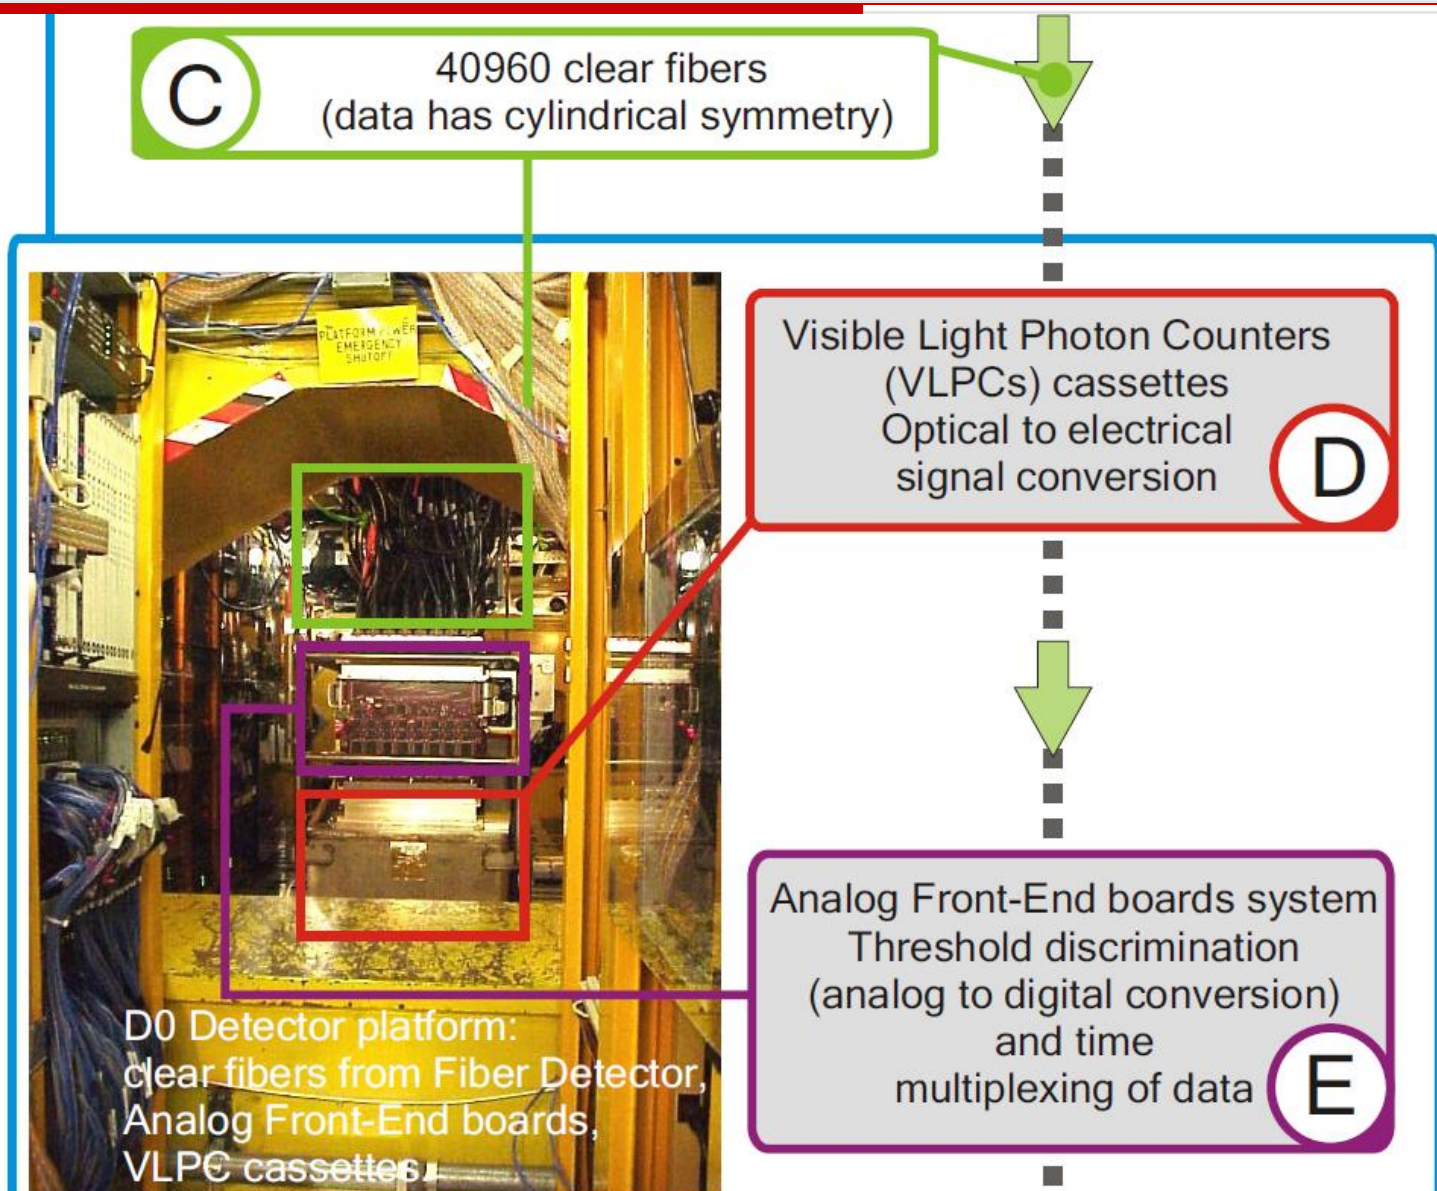 C
40960 clear fibers
(data has cylindrical symmetry)
PLATFORM POWER
EMERGENCY
SHUTOFF
Visible Light Photon Counters
(VLPCs) cassettes
Optical to electrical
signal conversion
D
Analog Front-End boards system
Threshold discrimination
(analog to digital conversion)
and time
multiplexing of data
E
D0 Detector platform:
clear fibers from Fiber Detector,
Analog Front-End boards,
VLPC cassettes.